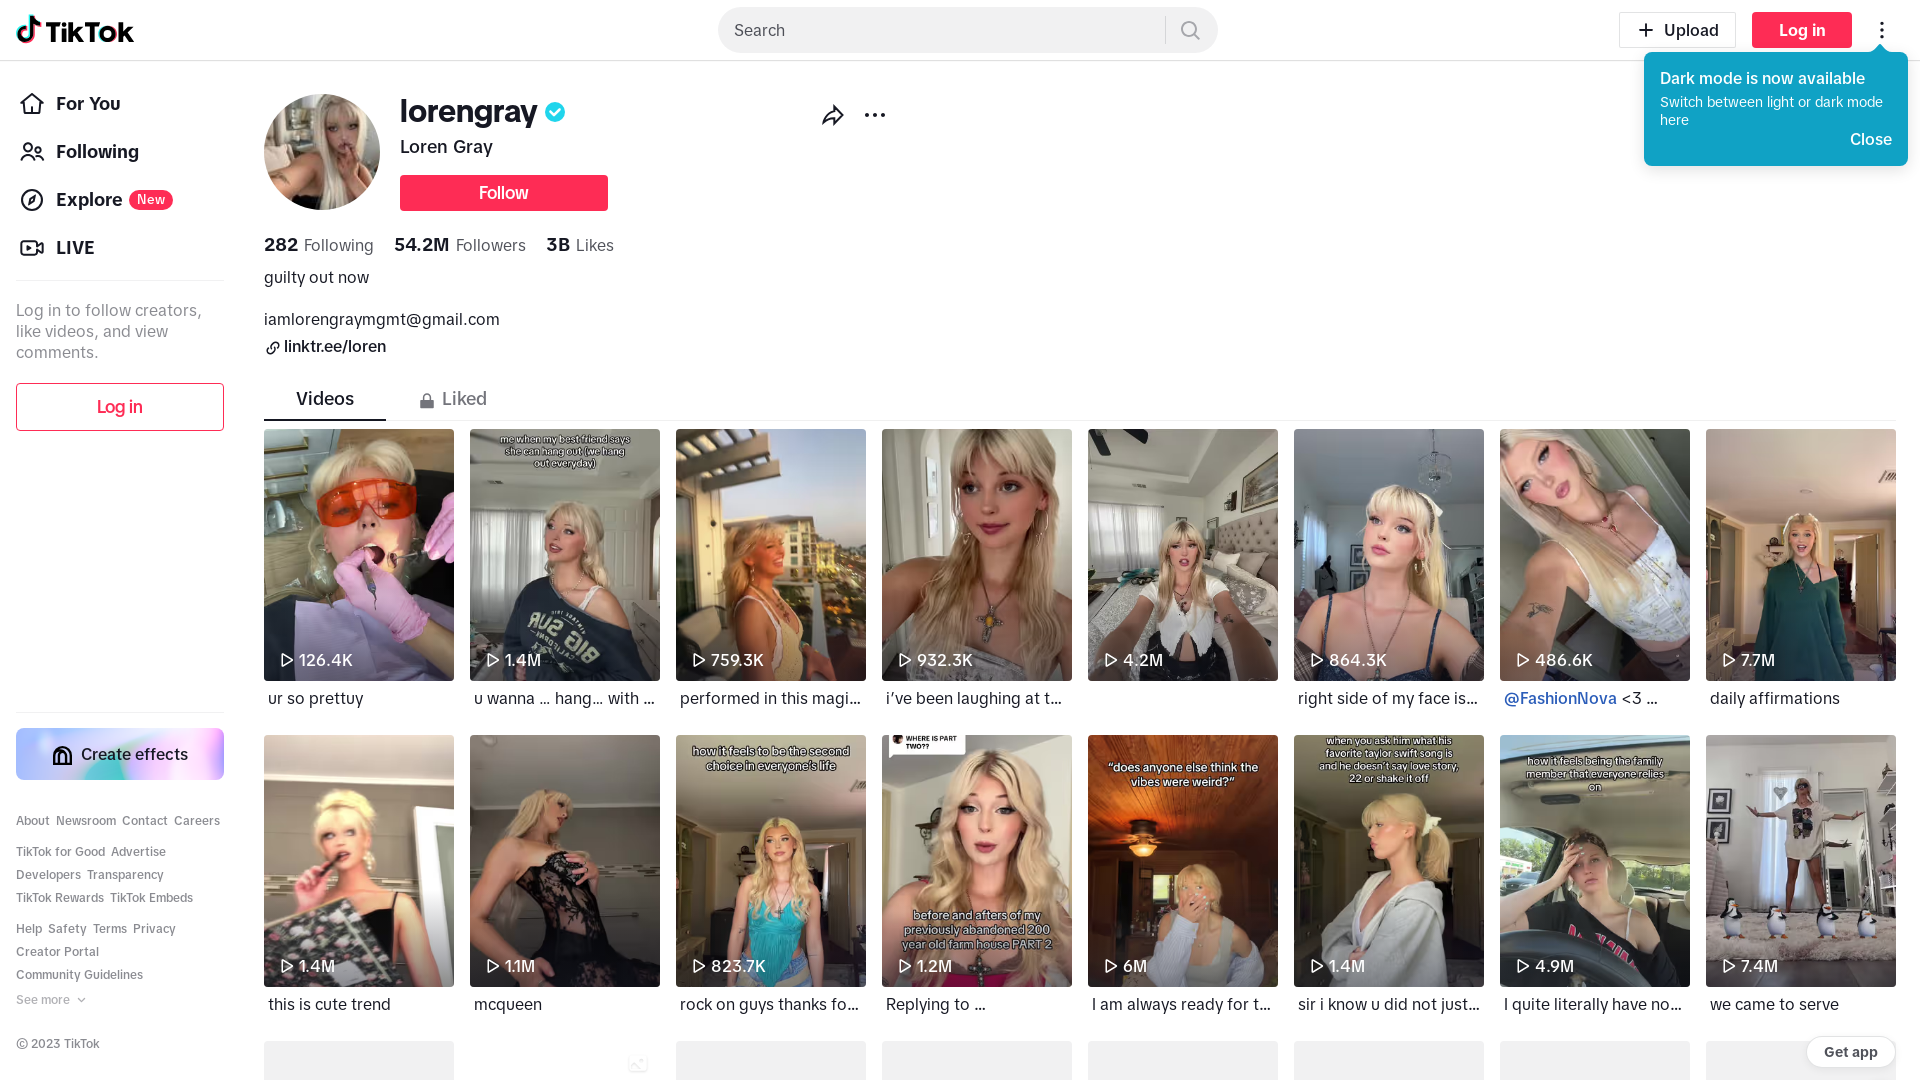 TikTok
Search
Upload
Log in
Dark mode is now available
Switch between light or dark mode
here
Close
For You
Following
Explore New
LIVE
Log in to follow creators,
like videos, and view
comments.
Log in
Create effects
About Newsroom Contact Careers
TikTok for Good Advertise
Developers Transparency
TikTok Rewards TikTok Embeds
Help Safety Terms Privacy
Creator Portal
Community Guidelines
See more
© 2023 TikTok
lorengray
Loren Gray
Follow
282 Following 54.2M Followers 3B Likes
guilty out now
iamlorengraymgmt@gmail.com
linktr.ee/loren
Videos
Liked
126.4K
ur so prettuy
me when my best friend says
she can hang out (we hang
out everyday)
BIG SUR
1.4M
u wanna ... hang... with ...
759.3K
performed in this magi...
932.3K
i’ve been laughing at t...
4.2M
864.3K
right side of my face is...
486.6K
@FashionNova <3 ...
7.7M
daily affirmations
1.4M
this is cute trend
1.1M
mcqueen
how it feels to be the second
choice in everyone's life
823.7K
rock on guys thanks fo...
WHERE IS PART
TWO??
before and afters of my
previously abandoned 200
year old farm house PART 2
1.2M
Replying to ...
“does anyone else think the
vibes were weird?”
6M
I am always ready for t...
when you ask him what his
favorite taylor swift song is
and he doesn't say love story,
22 or shake it off
1.4M
sir i know u did not just...
how it feels being the family
member that everyone relies
on
4.9M
I quite literally have no...
7.4M
we came to serve
Get app